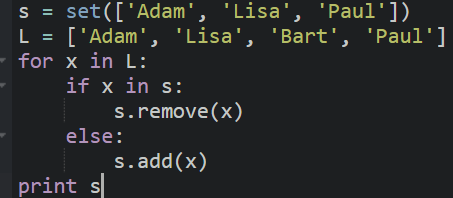 s = set(['Adam', 'Lisa', 'Paul'])
L = ['Adam', 'Lisa', 'Bart', 'Paul']
for x in L:
    if x in s:
        s.remove(x)
    else:
        s.add(x)
print s